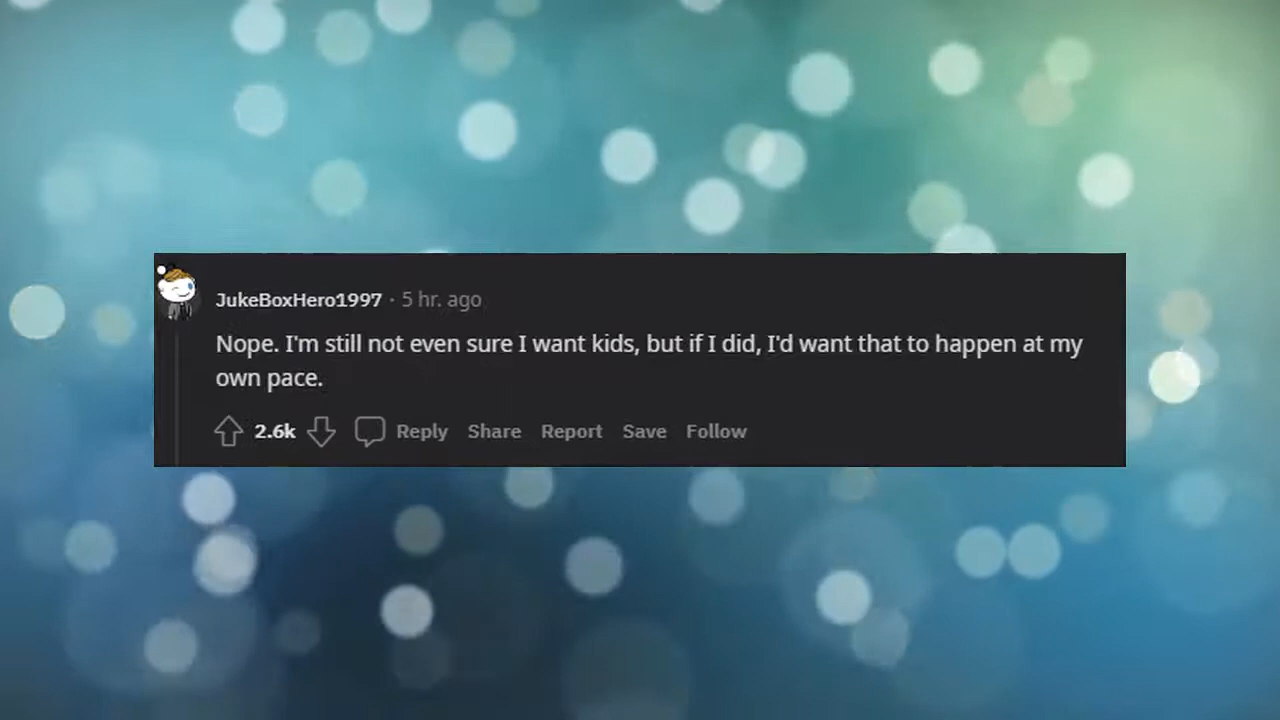 JukeBoxHero1997 · 5 hr. ago
Nope. I'm still not even sure I want kids, but if I did, I'd want that to happen at my
own pace.
2.6k Reply Share Report Save Follow